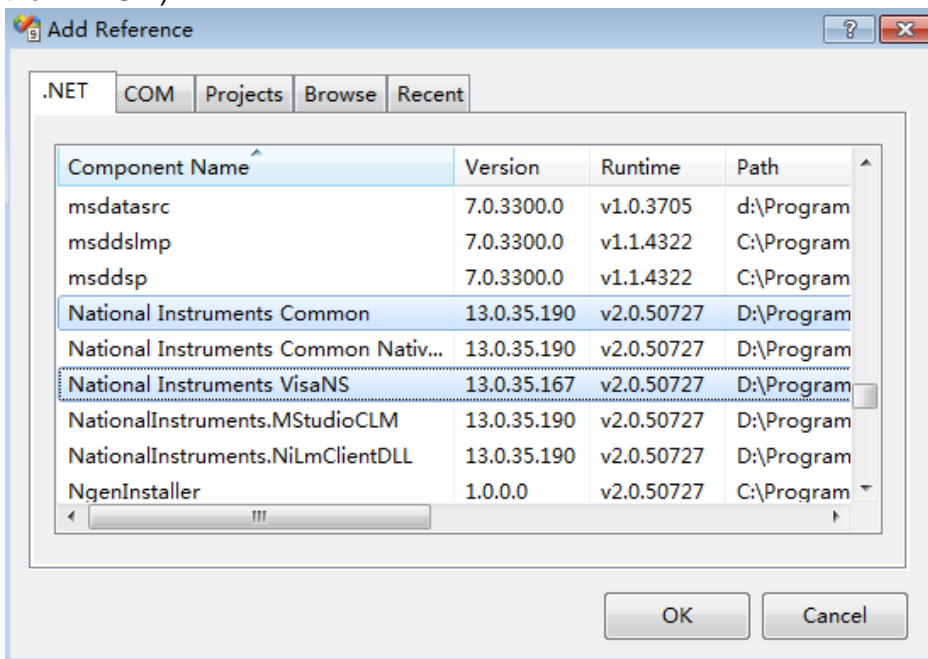 Add Reference
.NET COM Projects Browse Recent
Component Name Version Runtime Path
msdatasrc 7.0.3300.0 v1.0.3705 d:\Program
msddslmp 7.0.3300.0 v1.1.4322 C:\Program
msddsp 7.0.3300.0 v1.1.4322 C:\Program
National Instruments Common 13.0.35.190 v2.0.50727 D:\Program
National Instruments Common Nativ... 13.0.35.190 v2.0.50727 D:\Program
National Instruments VisaNS 13.0.35.167 v2.0.50727 D:\Program
NationalInstruments.MStudioCLM 13.0.35.190 v2.0.50727 D:\Program
NationalInstruments.NiLmClientDLL 13.0.35.190 v2.0.50727 D:\Program
NgenInstaller 1.0.0.0 v2.0.50727 C:\Program
OK Cancel